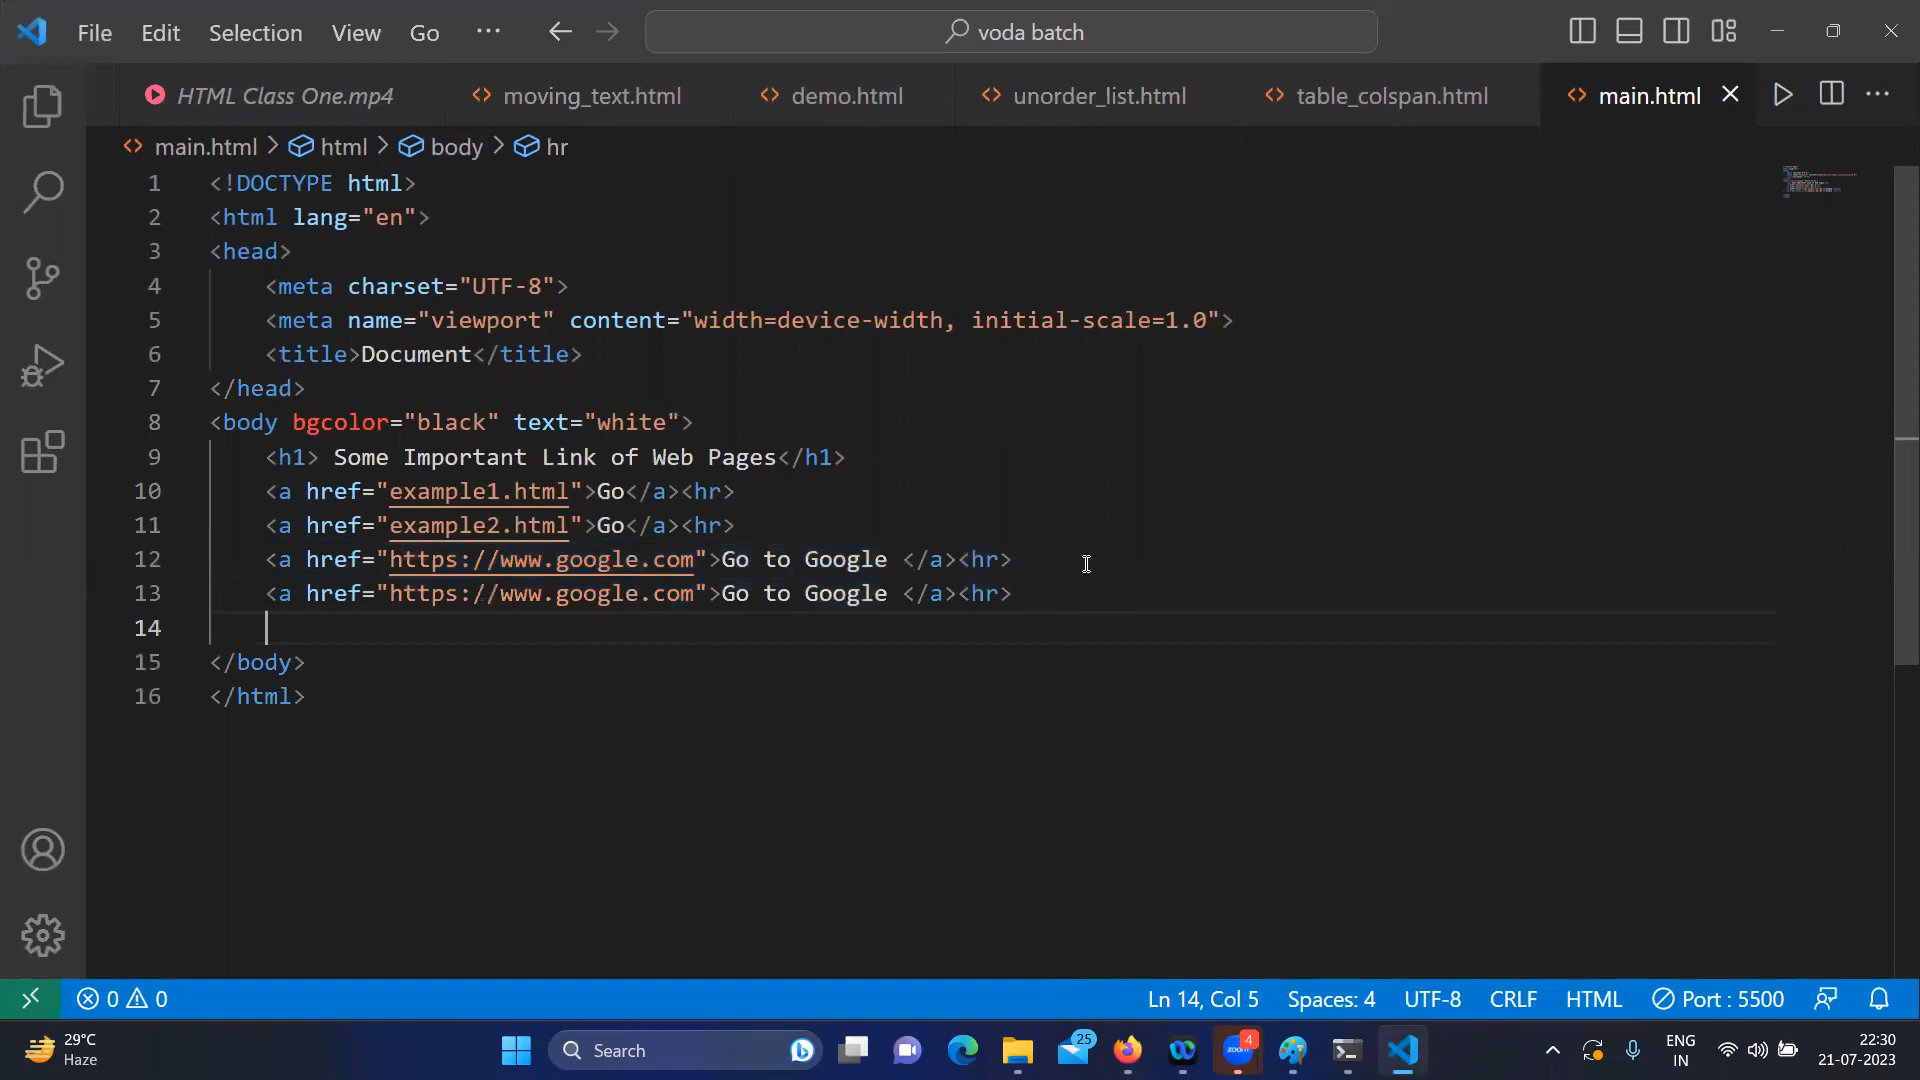 File Edit Selection View Go ··· voda batch
HTML Class One.mp4 moving_text.html demo.html unorder_list.html table_colspan.html main.html
main.html > html > body > hr
1 <!DOCTYPE html>
2 <html lang="en">
3 <head>
4 <meta charset="UTF-8">
5 <meta name="viewport" content="width=device-width, initial-scale=1.0">
6 <title>Document</title>
7 </head>
8 <body bgcolor="black" text="white">
9 <h1> Some Important Link of Web Pages</h1>
10 <a href="example1.html">Go</a><hr>
11 <a href="example2.html">Go</a><hr>
12 <a href="https://www.google.com">Go to Google </a><hr>
13 <a href="https://www.google.com">Go to Google </a><hr>
14
15 </body>
16 </html>
0 0 Ln 14, Col 5 Spaces: 4 UTF-8 CRLF HTML Port : 5500
29°C
Haze
Search
25
zoom
4
ENG
IN
22:30
21-07-2023